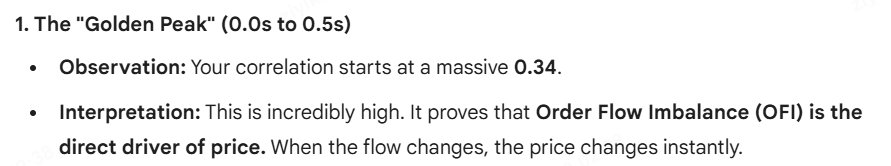 1. The "Golden Peak" (0.0s to 0.5s)
• Observation: Your correlation starts at a massive 0.34.
• Interpretation: This is incredibly high. It proves that Order Flow Imbalance (OFI) is the
direct driver of price. When the flow changes, the price changes instantly.